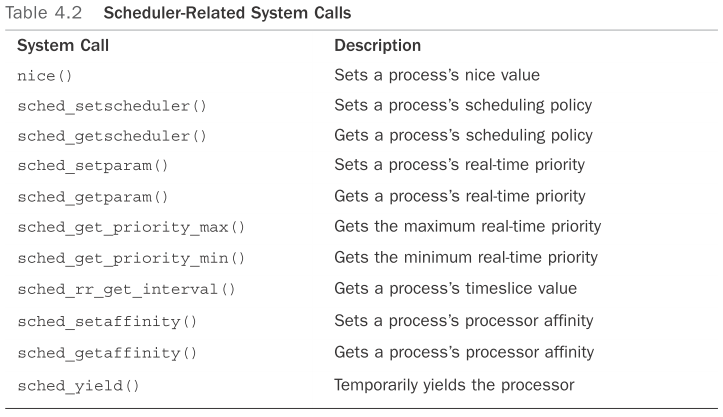 Table 4.2 Scheduler-Related System Calls
System Call Description
nice() Sets a process’s nice value
sched_setscheduler() Sets a process’s scheduling policy
sched_getscheduler() Gets a process’s scheduling policy
sched_setparam() Sets a process’s real-time priority
sched_getparam() Gets a process’s real-time priority
sched_get_priority_max() Gets the maximum real-time priority
sched_get_priority_min() Gets the minimum real-time priority
sched_rr_get_interval() Gets a process’s timeslice value
sched_setaffinity() Sets a process’s processor affinity
sched_getaffinity() Gets a process’s processor affinity
sched_yield() Temporarily yields the processor